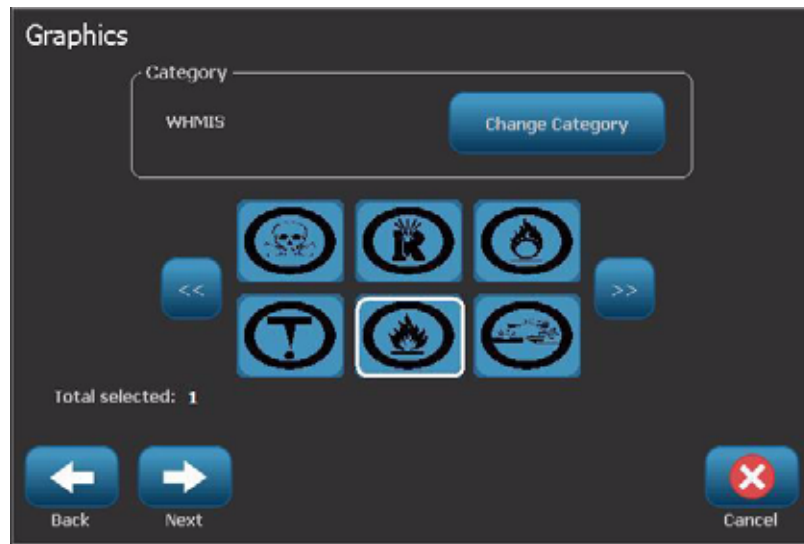 Graphics
Category
WHMIS
Change Category
<<
>>
Total selected: 1
Back
Next
Cancel